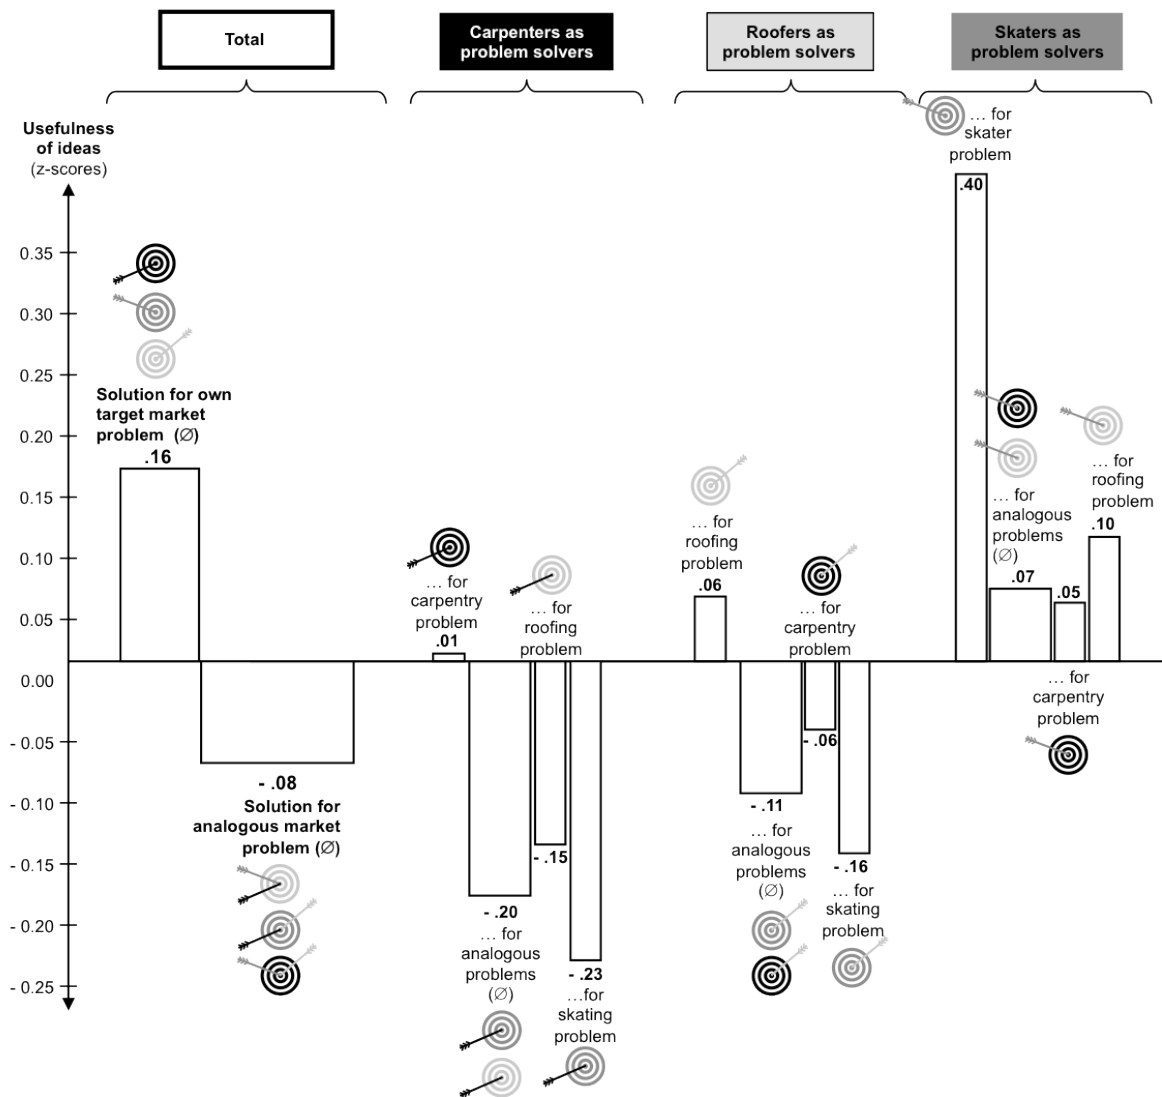 Total
Carpenters as
problem solvers
Roofers as
problem solvers
Skaters as
problem solvers
Usefulness
of ideas
(z-scores)
0.35
0.30
0.25
0.20
0.15
0.10
0.05
0.00
- 0.05
- 0.10
- 0.15
- 0.20
- 0.25
Solution for own
target market
problem (∅)
.16
- .08
Solution for
analogous market
problem (∅)
… for
carpentry
problem
.01
… for
roofing
problem
- .20
… for
analogous
problems
(∅)
- .15
- .23
…for
skating
problem
… for
roofing
problem
.06
… for
carpentry
problem
- .11
… for
analogous
problems
(∅)
- .06
- .16
… for
skating
problem
… for
skater
problem
.40
… for
analogous
problems
(∅)
.07
.05
… for
roofing
problem
.10
… for
carpentry
problem